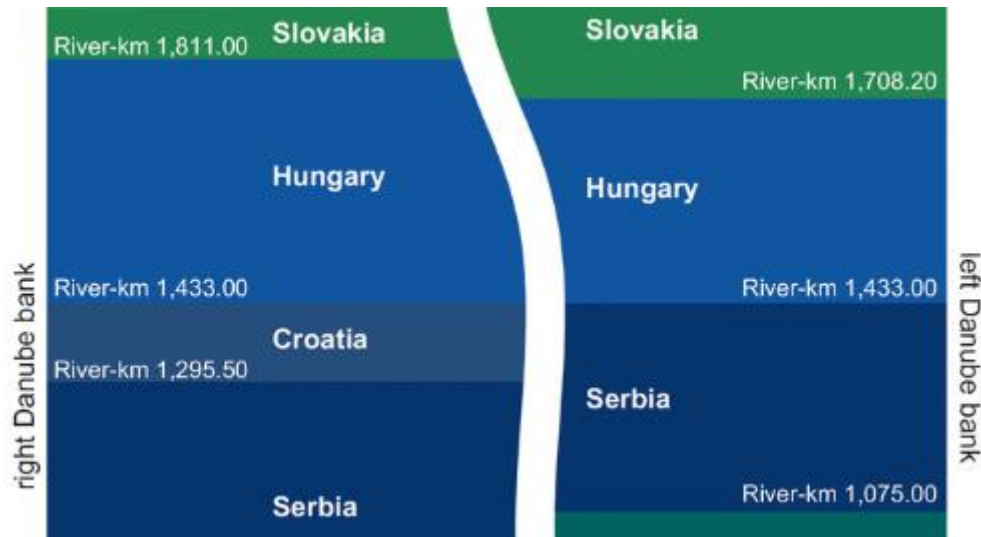 Slovakia
River-km 1,811.00
Hungary
River-km 1,433.00
Croatia
River-km 1,295.50
Serbia
right Danube bank
Slovakia
River-km 1,708.20
Hungary
River-km 1,433.00
Serbia
River-km 1,075.00
left Danube bank